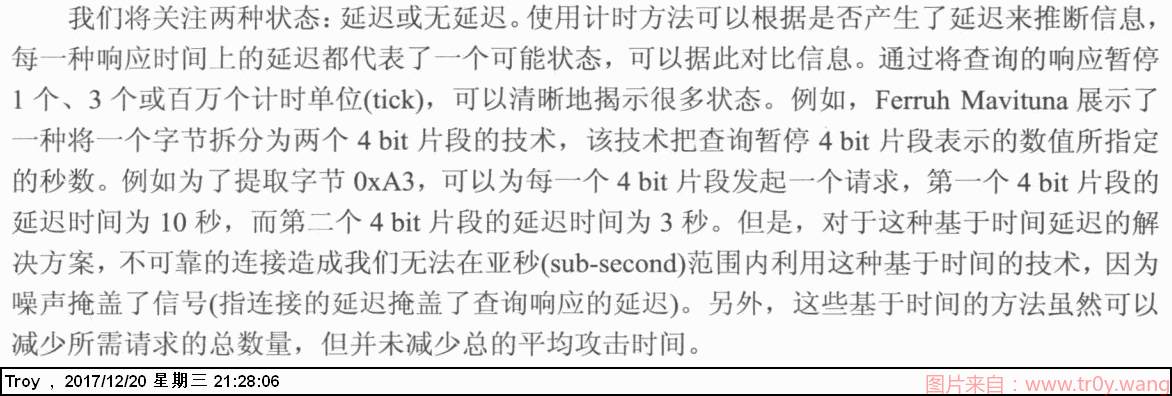 我们将关注两种状态：延迟或无延迟。使用计时方法可以根据是否产生了延迟来推断信息，
每一种响应时间上的延迟都代表了一个可能状态，可以据此对比信息。通过将查询的响应暂停
1 个、3 个或百万个计时单位(tick)，可以清晰地揭示很多状态。例如，Ferruh Mavituna 展示了
一种将一个字节拆分为两个 4 bit 片段的技术，该技术把查询暂停 4 bit 片段表示的数值所指定
的秒数。例如为了提取字节 0xA3，可以为每一个 4 bit 片段发起一个请求，第一个 4 bit 片段的
延迟时间为 10 秒，而第二个 4 bit 片段的延迟时间为 3 秒。但是，对于这种基于时间延迟的解
决方案，不可靠的连接造成我们无法在亚秒(sub-second)范围内利用这种基于时间的技术，因为
噪声掩盖了信号(指连接的延迟掩盖了查询响应的延迟)。另外，这些基于时间的方法虽然可以
减少所需请求的总数量，但并未减少总的平均攻击时间。
Troy , 2017/12/20 星期三 21:28:06
图片来自：www.tr0y.wang